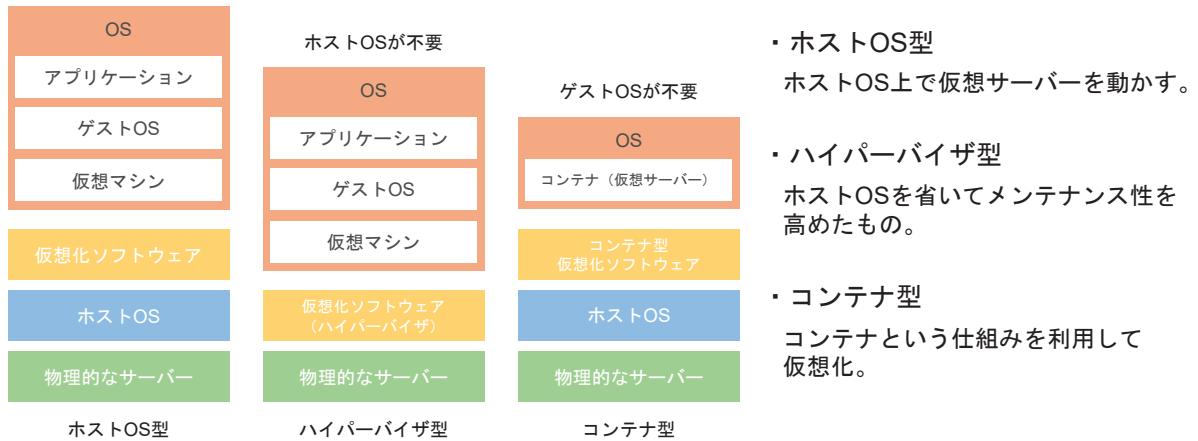 OS
アプリケーション
ゲストOS
仮想マシン
仮想化ソフトウェア
ホストOS
物理的なサーバー
ホストOS型
ホストOSが不要
OS
アプリケーション
ゲストOS
仮想マシン
仮想化ソフトウェア
（ハイパーバイザ）
物理的なサーバー
ハイパーバイザ型
ゲストOSが不要
OS
コンテナ（仮想サーバー）
コンテナ型
仮想化ソフトウェア
ホストOS
物理的なサーバー
コンテナ型
・ホストOS型
ホストOS上で仮想サーバーを動かす。
・ハイパーバイザ型
ホストOSを省いてメンテナンス性を
高めたもの。
・コンテナ型
コンテナという仕組みを利用して
仮想化。